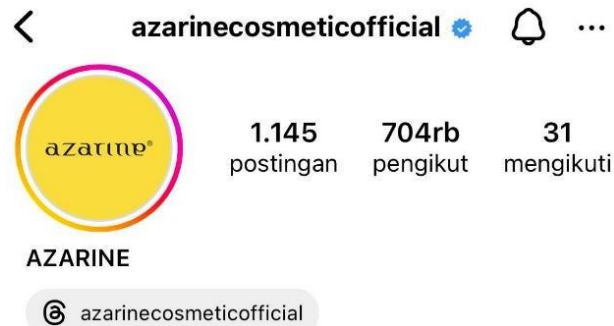 azarinecosmeticofficial
azarine®
1.145 704rb 31
postingan pengikut mengikuti
AZARINE
azarinecosmeticofficial